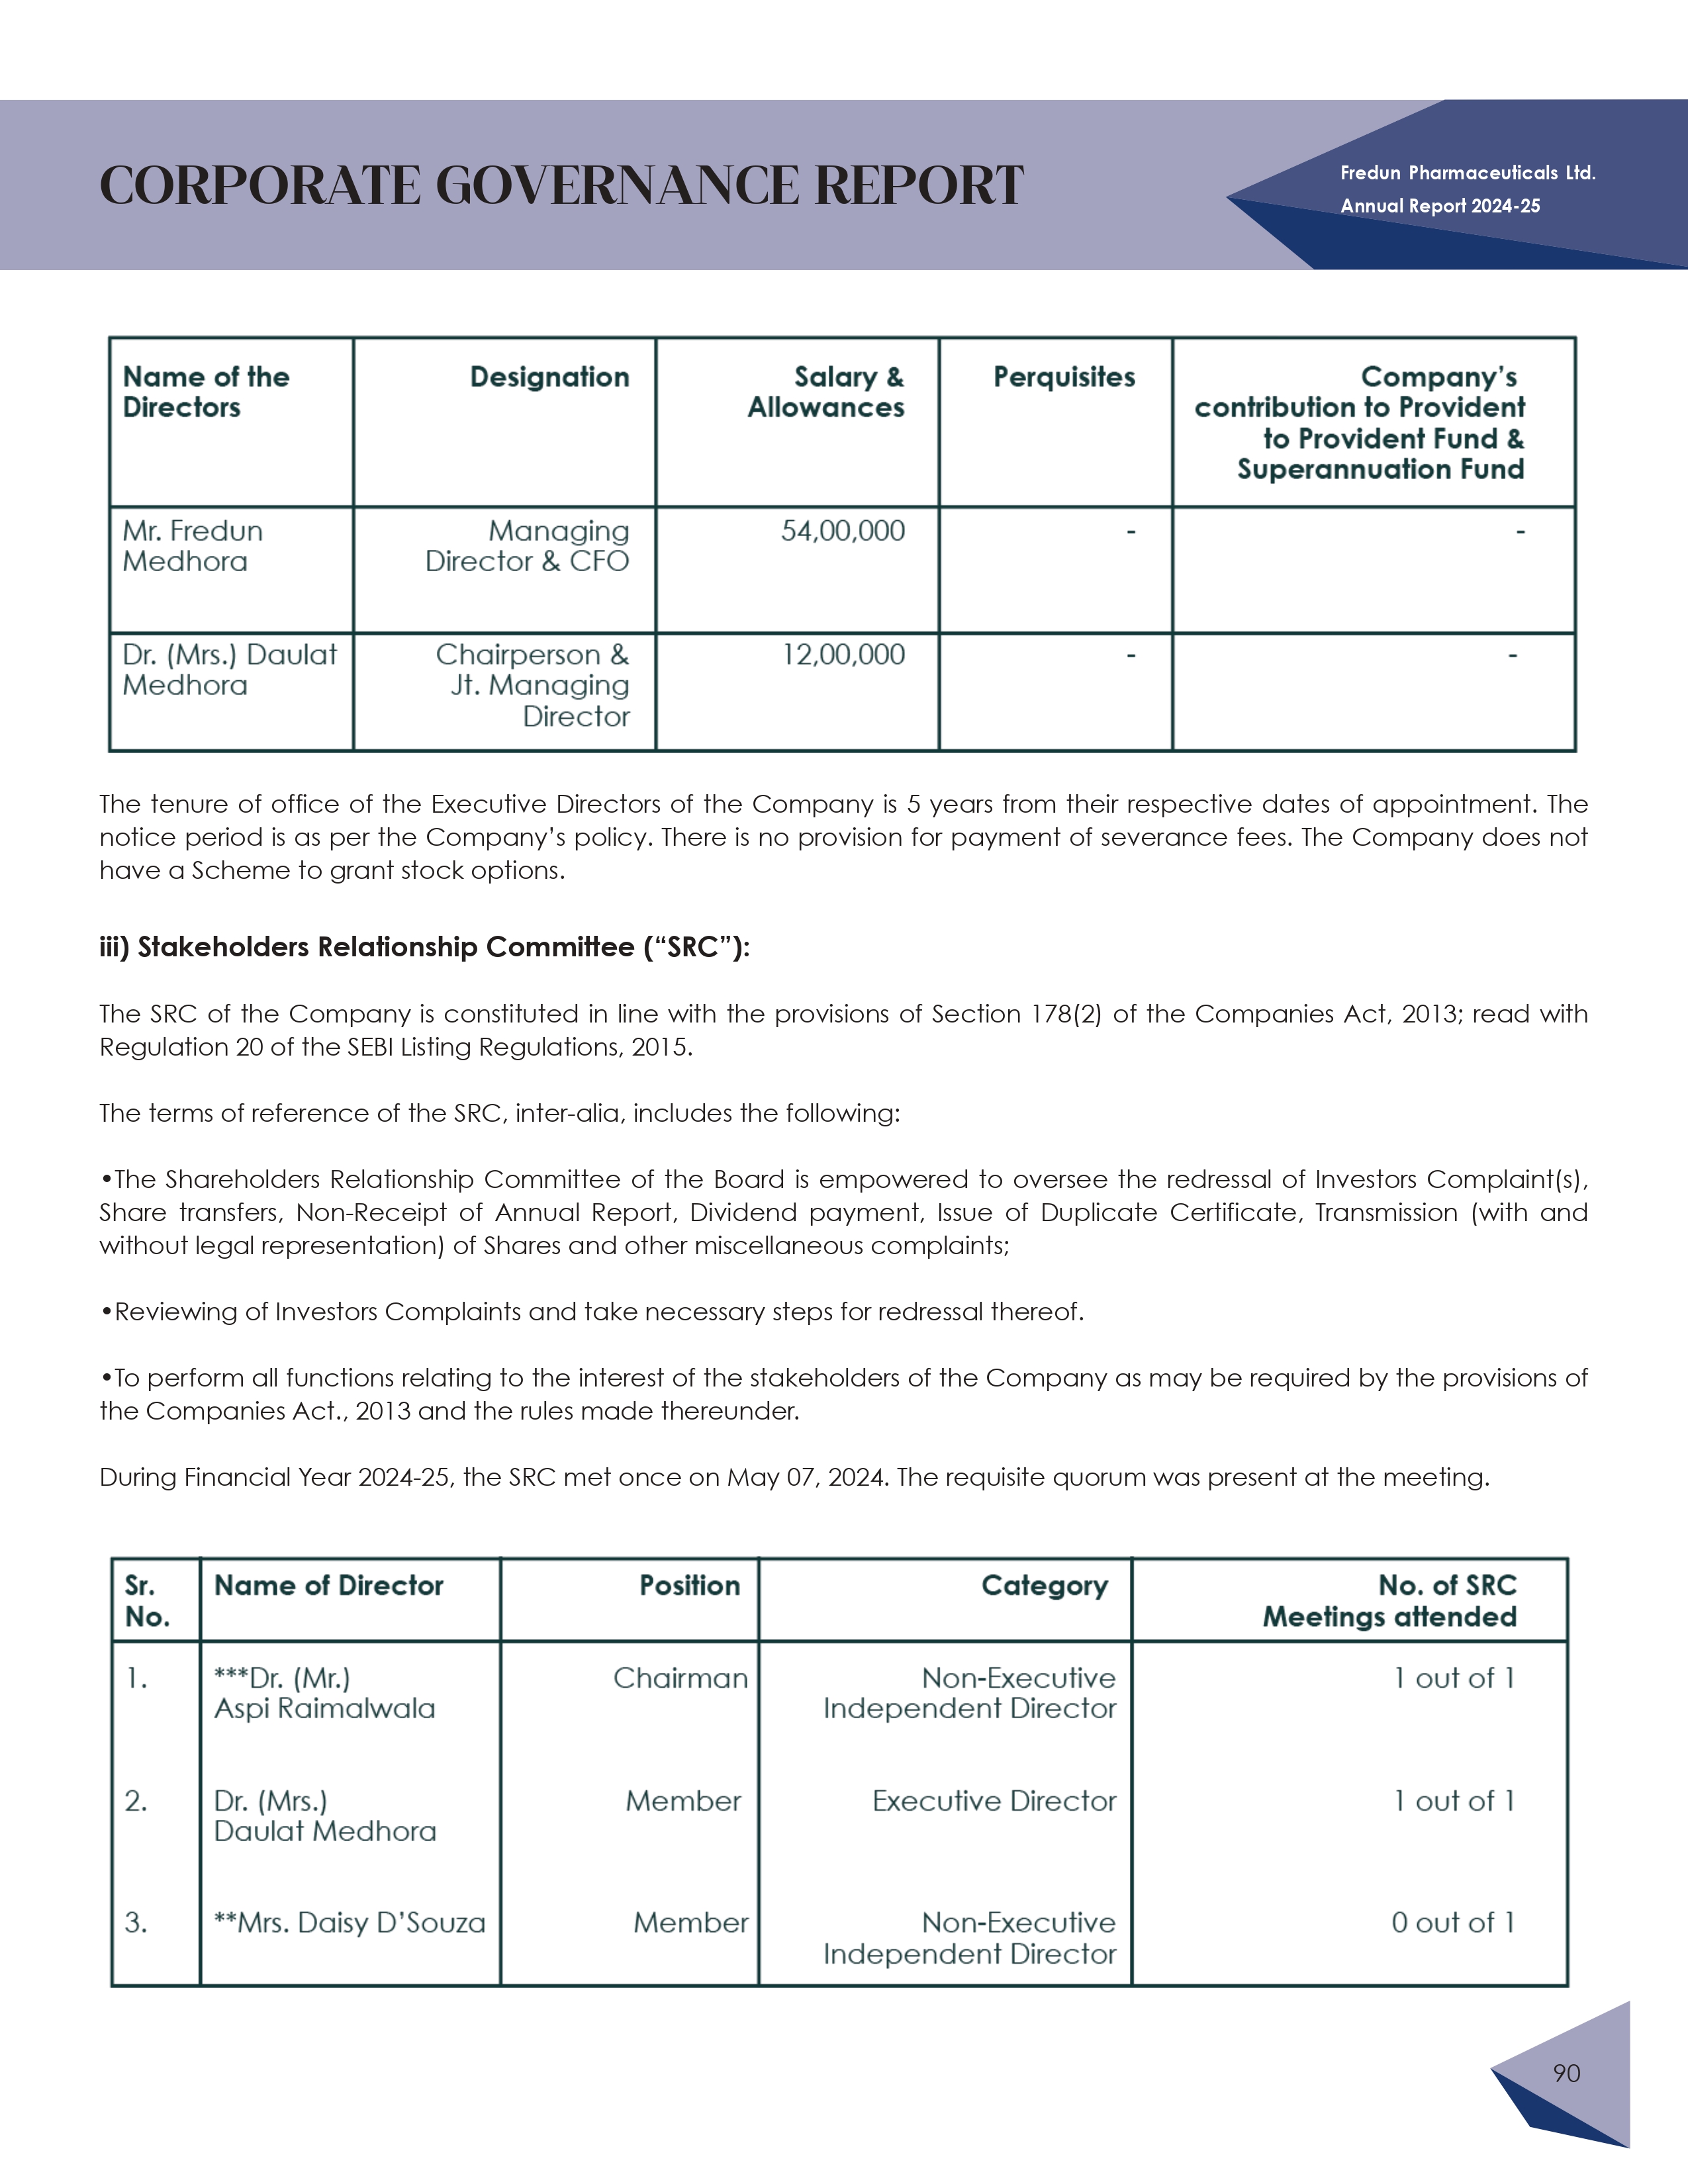 CORPORATE GOVERNANCE REPORT
Fredun Pharmaceuticals Ltd.
Annual Report 2024-25
Name of the
Directors
Designation
Salary &
Allowances
Perquisites
Company’s
contribution to Provident
to Provident Fund &
Superannuation Fund
Mr. Fredun
Medhora
Managing
Director & CFO
54,00,000
-
-
Dr. (Mrs.) Daulat
Medhora
Chairperson &
Jt. Managing
Director
12,00,000
-
-
The tenure of office of the Executive Directors of the Company is 5 years from their respective dates of appointment. The
notice period is as per the Company’s policy. There is no provision for payment of severance fees. The Company does not
have a Scheme to grant stock options.
iii) Stakeholders Relationship Committee (“SRC”):
The SRC of the Company is constituted in line with the provisions of Section 178(2) of the Companies Act, 2013; read with
Regulation 20 of the SEBI Listing Regulations, 2015.
The terms of reference of the SRC, inter-alia, includes the following:
•The Shareholders Relationship Committee of the Board is empowered to oversee the redressal of Investors Complaint(s),
Share transfers, Non-Receipt of Annual Report, Dividend payment, Issue of Duplicate Certificate, Transmission (with and
without legal representation) of Shares and other miscellaneous complaints;
•Reviewing of Investors Complaints and take necessary steps for redressal thereof.
•To perform all functions relating to the interest of the stakeholders of the Company as may be required by the provisions of
the Companies Act., 2013 and the rules made thereunder.
During Financial Year 2024-25, the SRC met once on May 07, 2024. The requisite quorum was present at the meeting.
Sr.
No.
Name of Director
Position
Category
No. of SRC
Meetings attended
1.
***Dr. (Mr.)
Aspi Raimalwala
Chairman
Non-Executive
Independent Director
1 out of 1
2.
Dr. (Mrs.)
Daulat Medhora
Member
Executive Director
1 out of 1
3.
**Mrs. Daisy D’Souza
Member
Non-Executive
Independent Director
0 out of 1
90